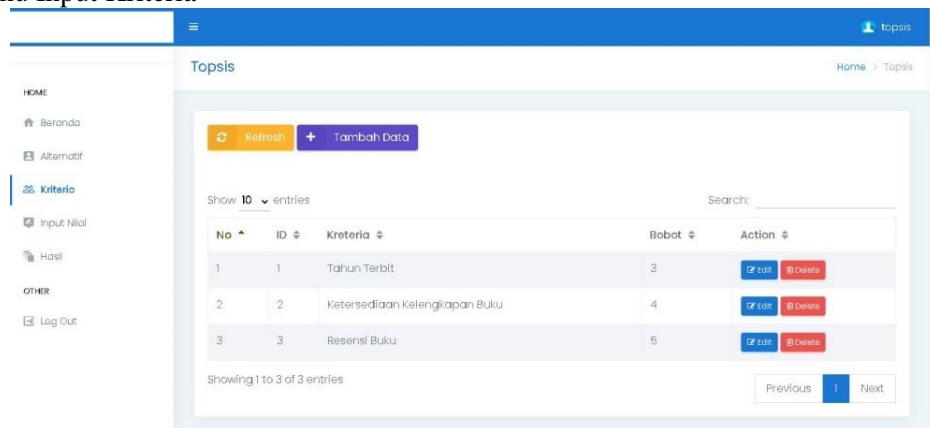 Input Kriteria
topsis
Topsis
Home > Topsis
HOME
Beranda
Alternatif
Kriteria
Input Nilai
Hasil
OTHER
Log Out
Refresh
+ Tambah Data
Show 10 entries
Search:
No ID Kreteria Bobot Action
1 1 Tahun Terbit 3 Edit Delete
2 2 Ketersediaan Kelengkapan Buku 4 Edit Delete
3 3 Resensi Buku 5 Edit Delete
Showing 1 to 3 of 3 entries
Previous 1 Next